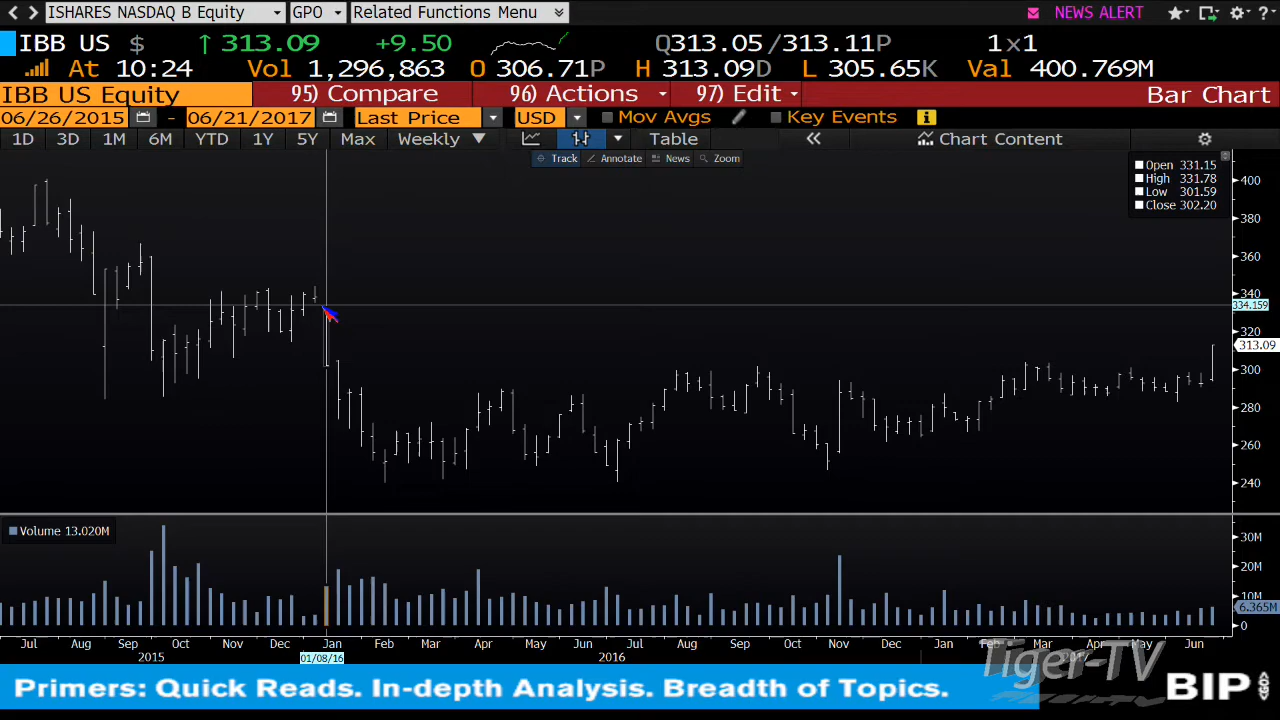 ISHARES NASDAQ B Equity GPO Related Functions Menu NEWS ALERT ?
IBB US $ ↑ 313.09 +9.50 Q313.05/313.11P 1x1
At 10:24 Vol 1,296,863 O 306.71P H 313.09D L 305.65K Val 400.769M
IBB US Equity 95) Compare 96) Actions 97) Edit Bar Chart
06/26/2015 - 06/21/2017 Last Price USD Mov Avgs Key Events
1D 3D 1M 6M YTD 1Y 5Y Max Weekly Table Chart Content
Track Annotate News Zoom
Open 331.15
High 331.78
Low 301.59
Close 302.20
400
380
360
340
334.159
320
313.09
300
280
260
240
Volume 13.020M
30M
20M
10M
6.365M
0
Jul Aug Sep Oct Nov Dec Jan Feb Mar Apr May Jun Jul Aug Sep Oct Nov Dec Jan Feb Mar Apr May Jun
2015 01/08/16 2016 2017
Tiger-TV
Primers: Quick Reads. In-depth Analysis. Breadth of Topics.
BIP